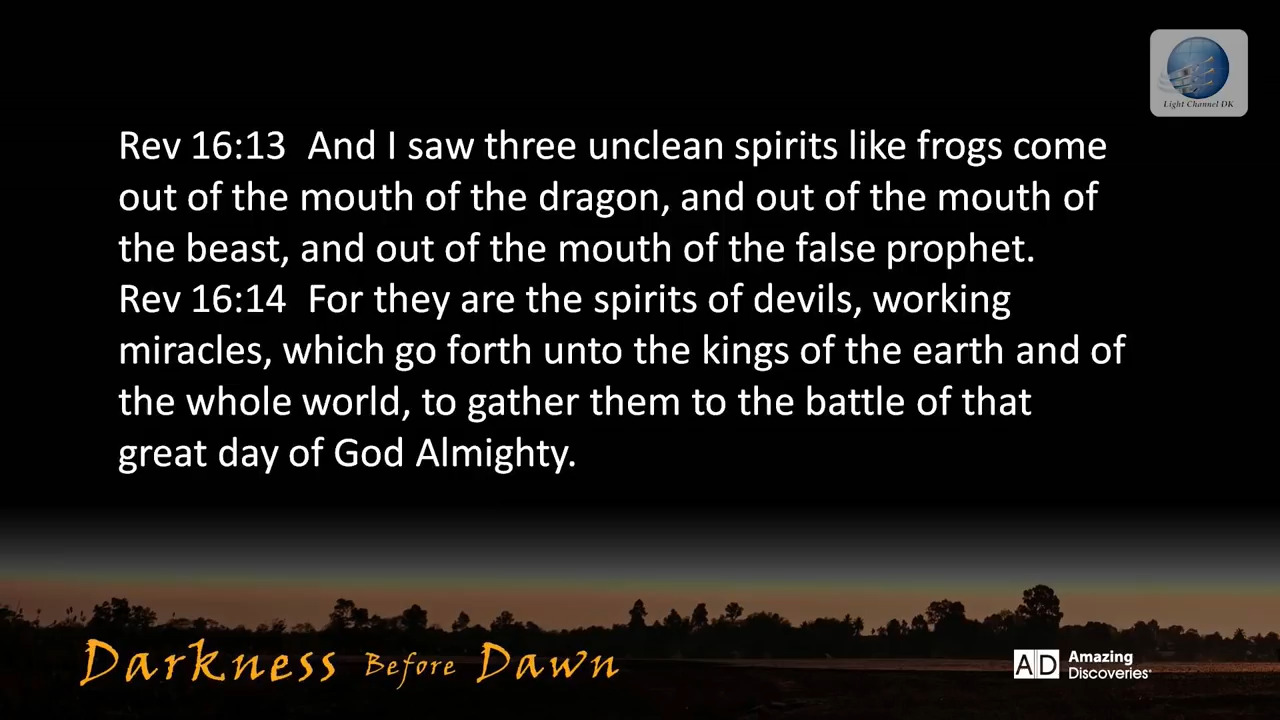 Light Channel DK
Rev 16:13 And I saw three unclean spirits like frogs come
out of the mouth of the dragon, and out of the mouth of
the beast, and out of the mouth of the false prophet.
Rev 16:14 For they are the spirits of devils, working
miracles, which go forth unto the kings of the earth and of
the whole world, to gather them to the battle of that
great day of God Almighty.
Darkness Before Dawn
AD Amazing
Discoveries